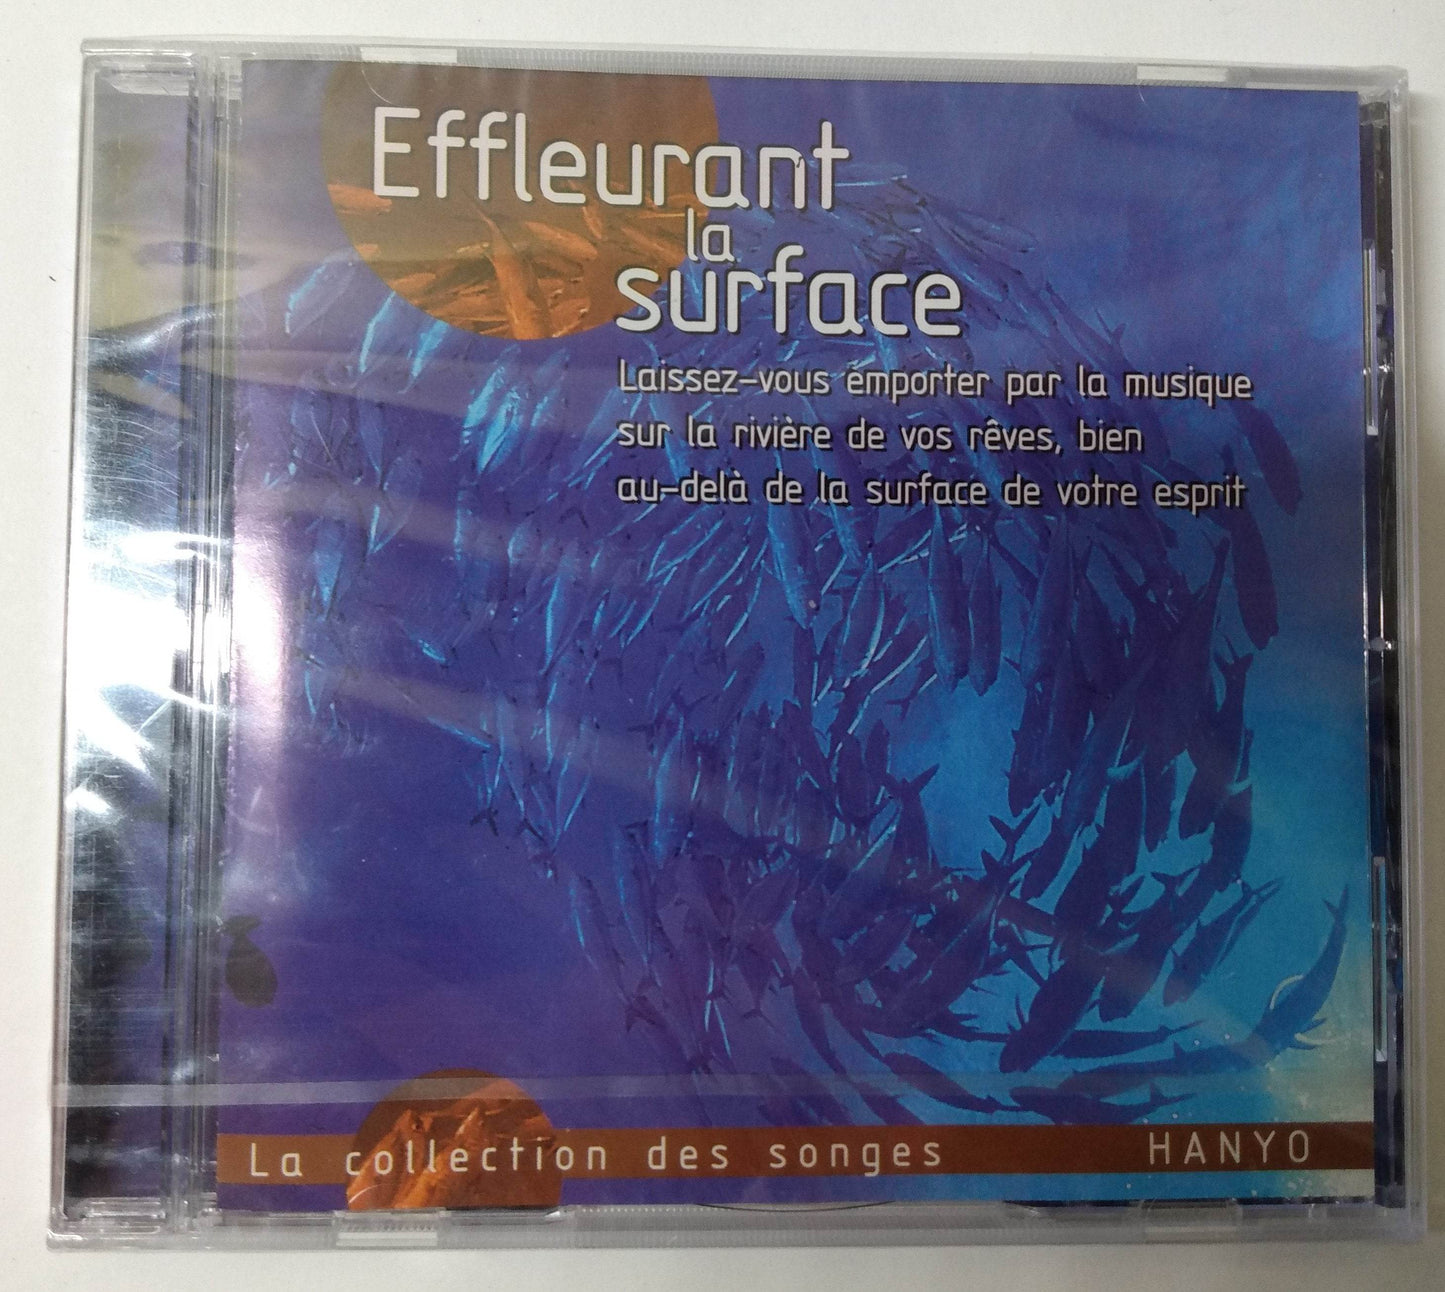 Effleurant
la
surface
Laissez-vous emporter par la musique
sur la rivière de vos rêves, bien
au-delà de la surface de votre esprit
La collection des songes
HANYO